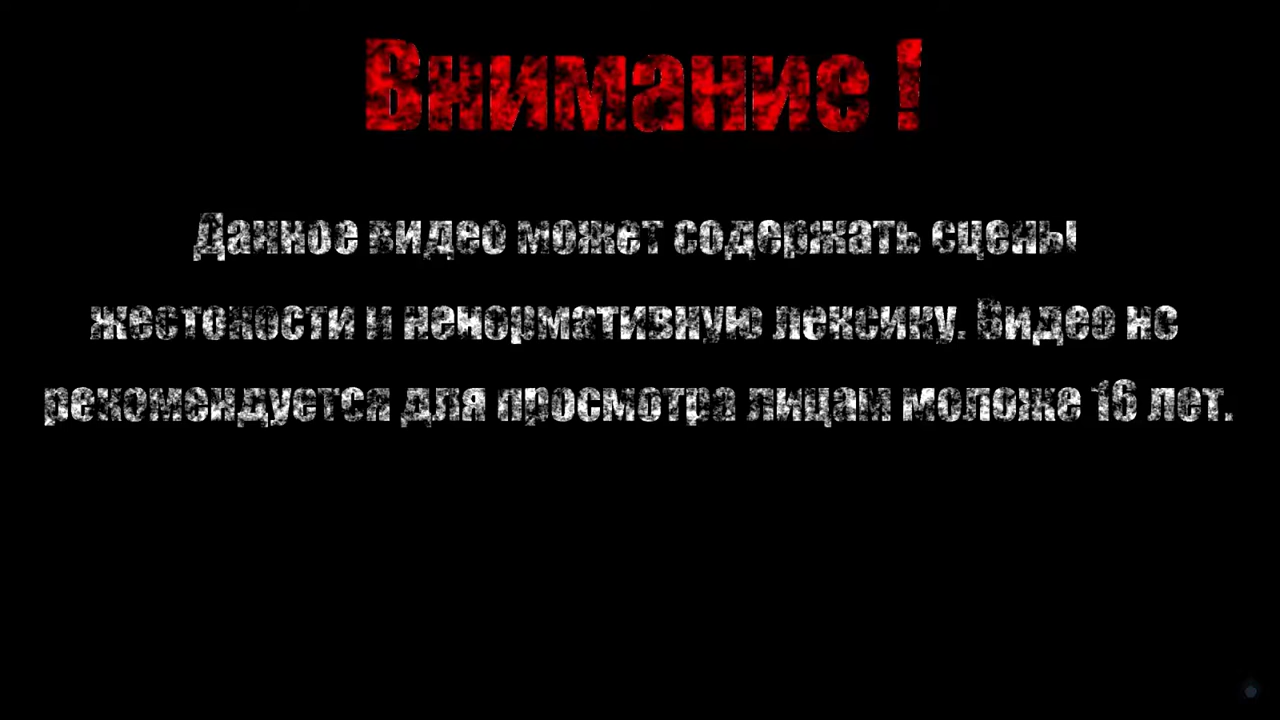 Внимание !
Данное видео может содержать сцены
жестокости и ненормативную лексику. Видео не
рекомендуется для просмотра лицам моложе 16 лет.